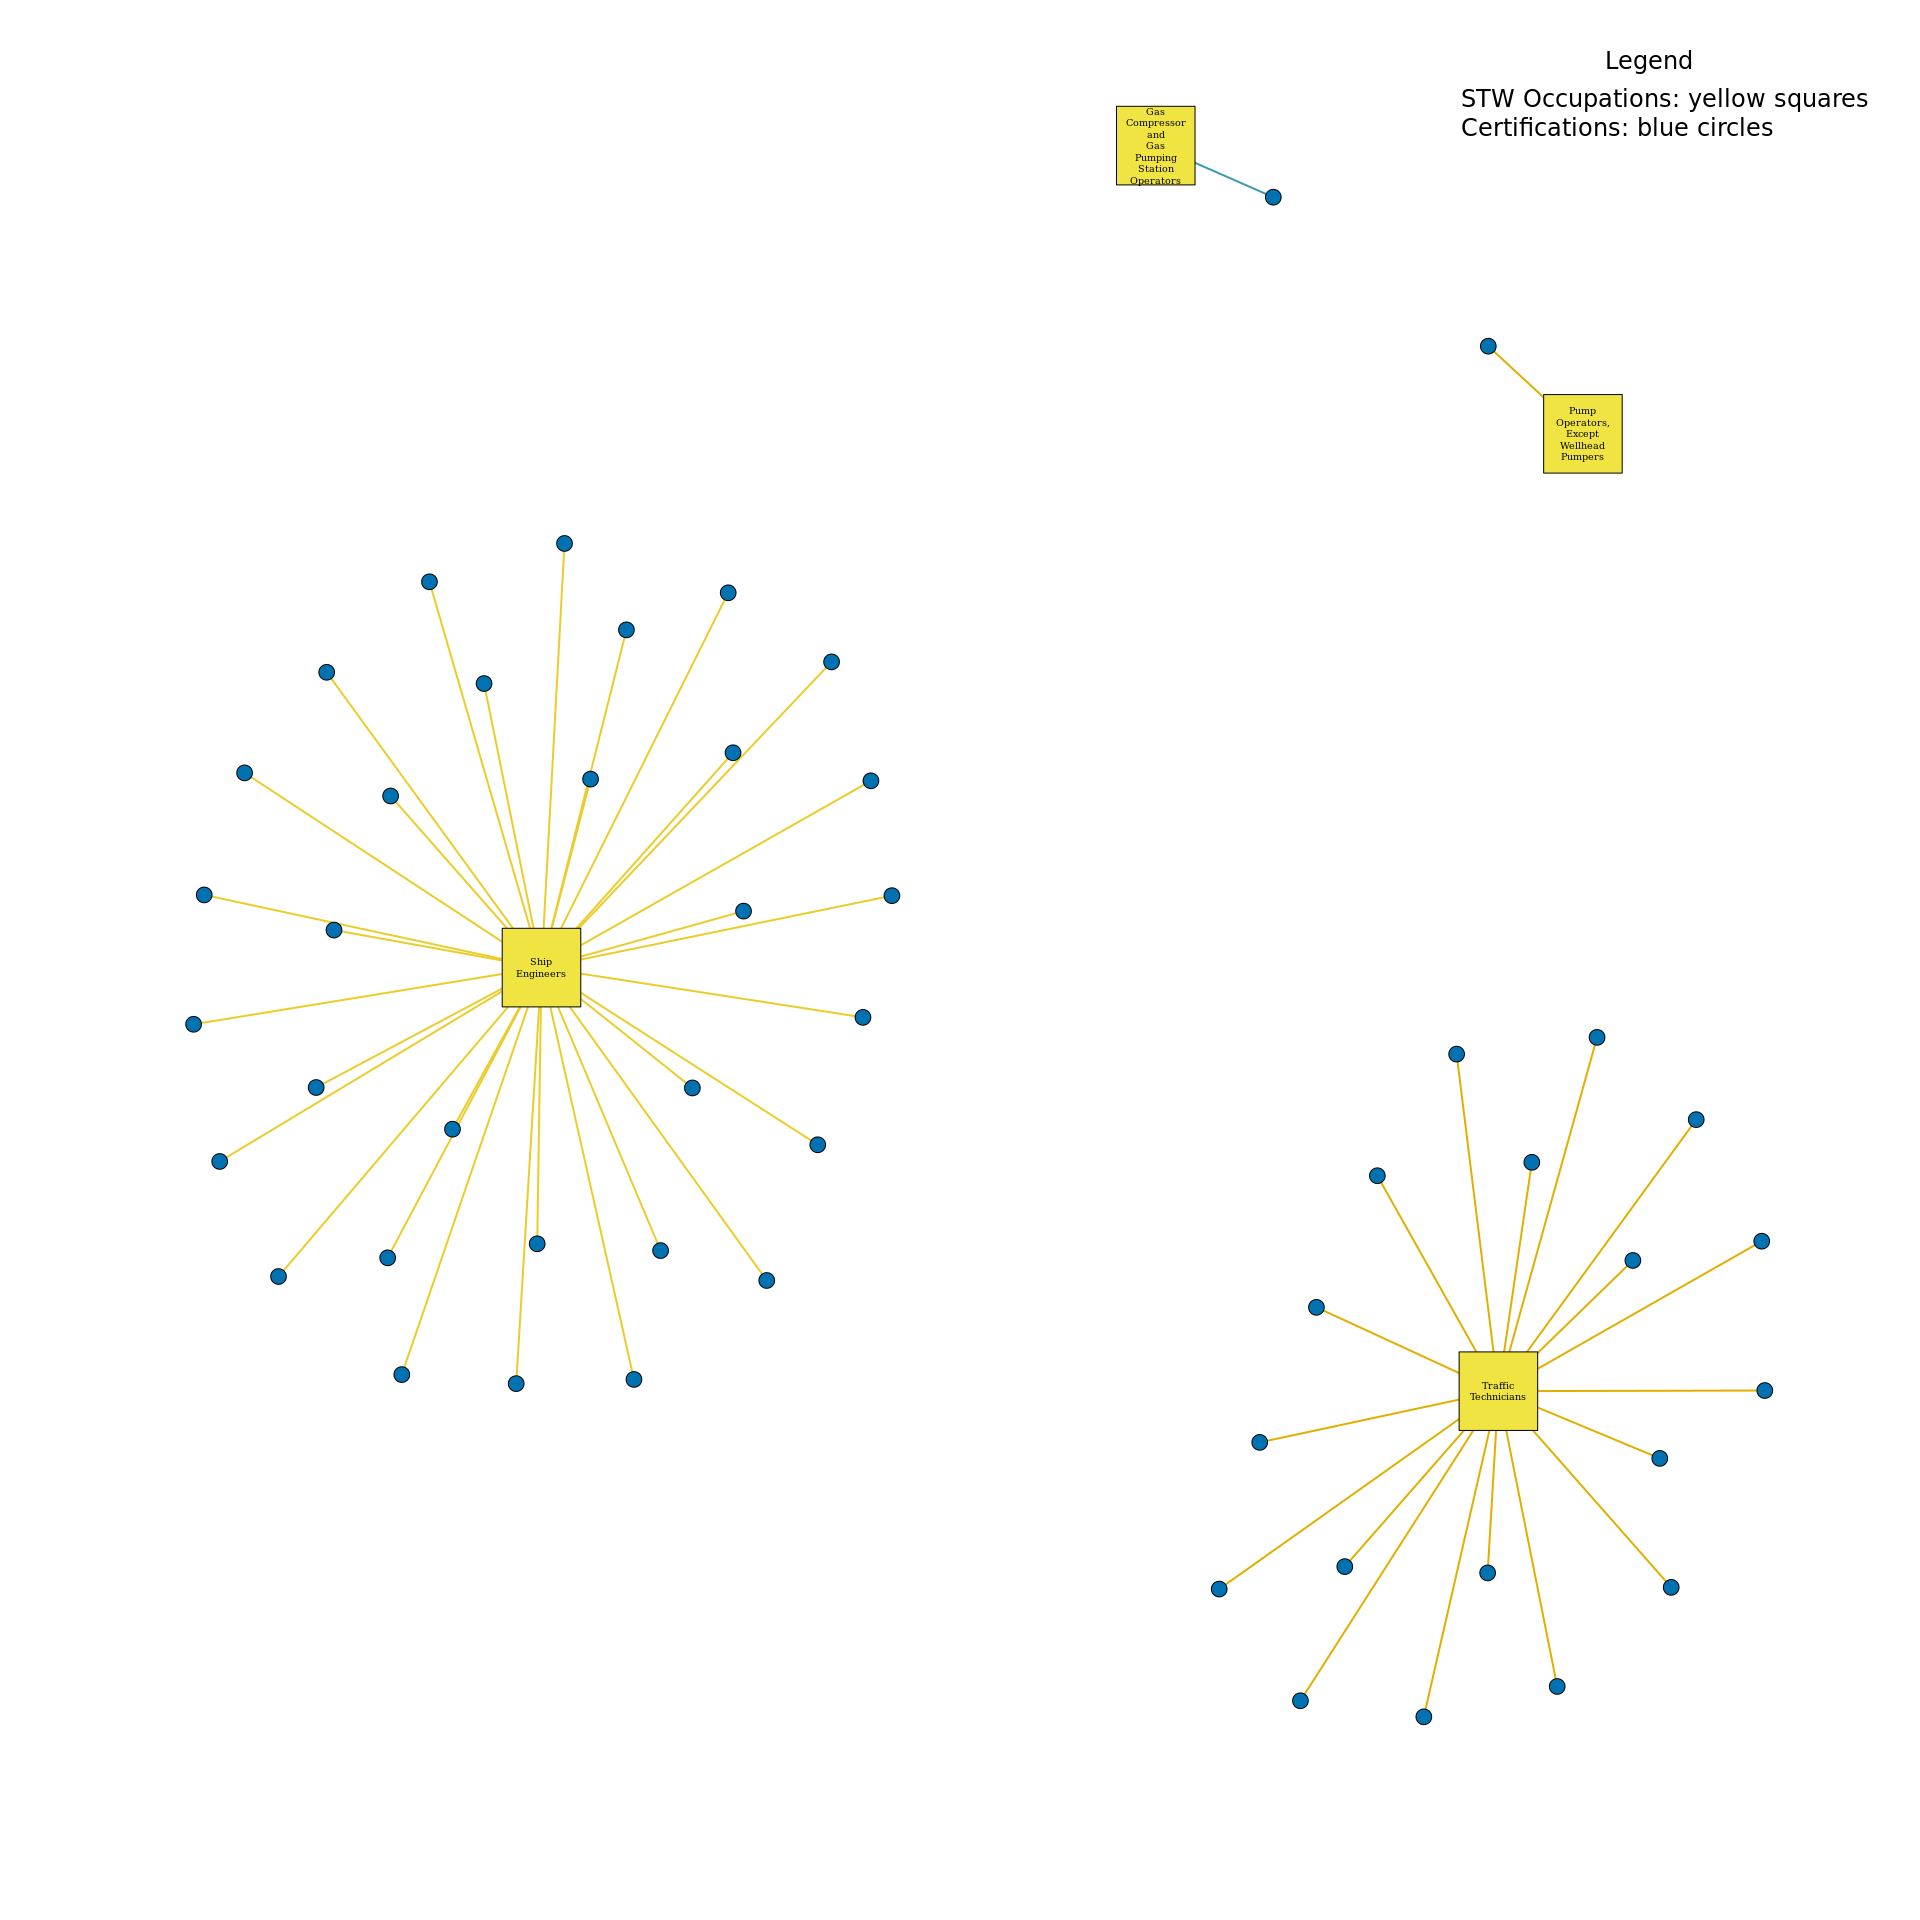 Legend
STW Occupations: yellow squares
Certifications: blue circles
Gas
Compressor
and
Gas
Pumping
Station
Operators
Pump
Operators,
Except
Wellhead
Pumpers
Ship
Engineers
Traffic
Technicians